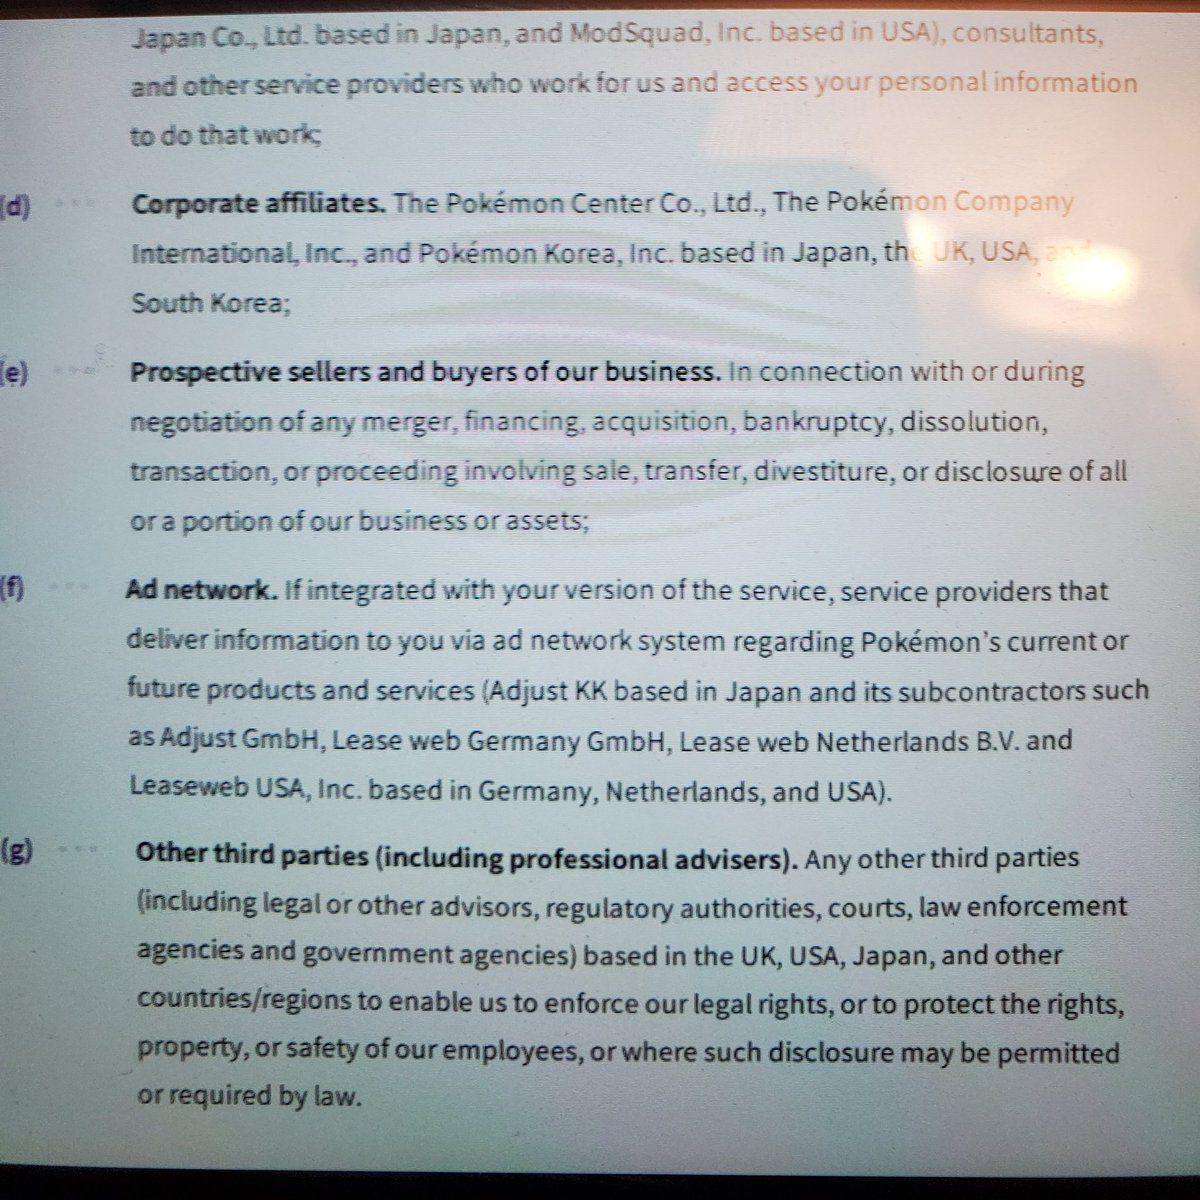 Japan Co., Ltd. based in Japan, and ModSquad, Inc. based in USA), consultants,
and other service providers who work for us and access your personal information
to do that work;
(d) Corporate affiliates. The Pokémon Center Co., Ltd., The Pokémon Company
International, Inc., and Pokémon Korea, Inc. based in Japan, the UK, USA, and
South Korea;
(e) Prospective sellers and buyers of our business. In connection with or during
negotiation of any merger, financing, acquisition, bankruptcy, dissolution,
transaction, or proceeding involving sale, transfer, divestiture, or disclosure of all
or a portion of our business or assets;
(f) Ad network. If integrated with your version of the service, service providers that
deliver information to you via ad network system regarding Pokémon's current or
future products and services (Adjust KK based in Japan and its subcontractors such
as Adjust GmbH, Lease web Germany GmbH, Lease web Netherlands B.V. and
Leaseweb USA, Inc. based in Germany, Netherlands, and USA).
(g) Other third parties (including professional advisers). Any other third parties
(including legal or other advisors, regulatory authorities, courts, law enforcement
agencies and government agencies) based in the UK, USA, Japan, and other
countries/regions to enable us to enforce our legal rights, or to protect the rights,
property, or safety of our employees, or where such disclosure may be permitted
or required by law.